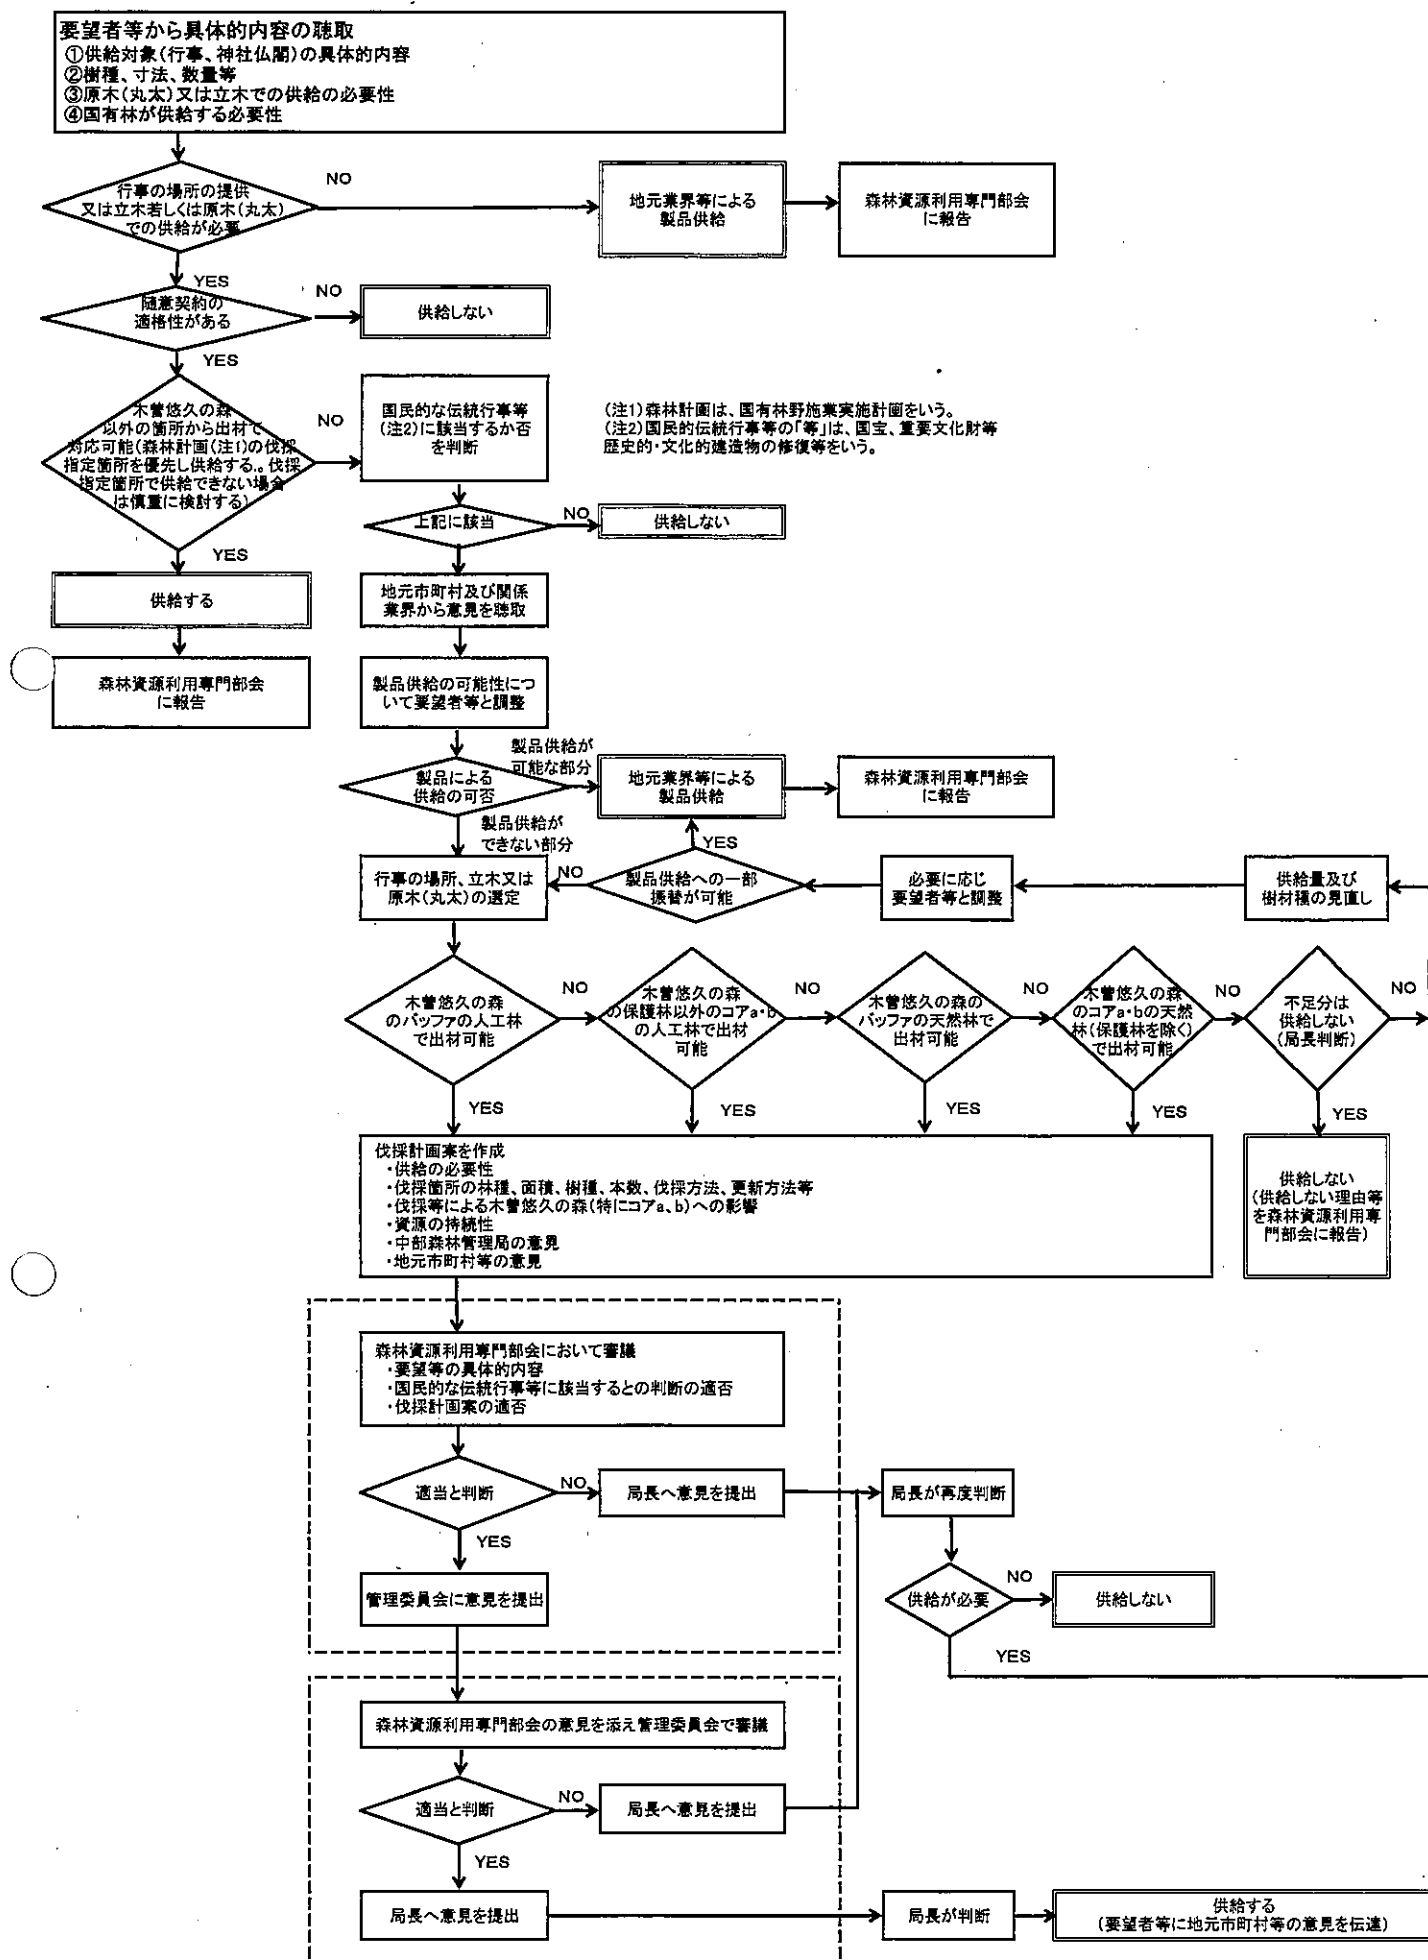 要望者等から具体的内容の聴取
①供給対象(行事、神社仏閣)の具体的内容
②樹種、寸法、数量等
③原木(丸太)又は立木での供給の必要性
④国有林が供給する必要性
行事の場所の提供
又は立木若しくは原木(丸太)
での供給が必要
NO
地元業界等による
製品供給
森林資源利用専門部会
に報告
YES
随意契約の
適格性がある
NO
供給しない
YES
木曽悠久の森
以外の箇所から出材で
対応可能(森林計画(注1)の伐採
指定箇所を優先し供給する。。伐採
指定箇所で供給できない場合
は慎重に検討する)
NO
国民的な伝統行事等
(注2)に該当するか否
を判断
(注1)森林計画は、国有林野施業実施計画をいう。
(注2)国民的伝統行事等の「等」は、国宝、重要文化財等
歴史的・文化的建造物の修復等をいう。
上記に該当
NO
供給しない
YES
供給する
地元市町村及び関係
業界から意見を聴取
森林資源利用専門部会
に報告
製品供給の可能性につ
いて要望者等と調整
製品による
供給の可否
製品供給が
可能な部分
地元業界等による
製品供給
森林資源利用専門部会
に報告
製品供給が
できない部分
YES
行事の場所、立木又は
原木(丸太)の選定
NO
製品供給への一部
振替が可能
必要に応じ
要望者等と調整
供給量及び
樹材種の見直し
木曽悠久の森
のバッファの人工林
で出材可能
NO
木曽悠久の森
の保護林以外のコアa・b
の人工林で出材
可能
NO
木曽悠久の森の
バッファの天然林で
出材可能
NO
木曽悠久の森
のコアa・bの天然
林(保護林を除く)
で出材可能
NO
不足分は
供給しない
(局長判断)
NO
YES
YES
YES
YES
YES
伐採計画案を作成
・供給の必要性
・伐採箇所の林種、面積、樹種、本数、伐採方法、更新方法等
・伐採等による木曽悠久の森(特にコアa、b)への影響
・資源の持続性
・中部森林管理局の意見
・地元市町村等の意見
供給しない
(供給しない理由等
を森林資源利用専
門部会に報告)
森林資源利用専門部会において審議
・要望等の具体的内容
・国民的な伝統行事等に該当するとの判断の適否
・伐採計画案の適否
適当と判断
NO
局長へ意見を提出
局長が再度判断
YES
管理委員会に意見を提出
供給が必要
NO
供給しない
YES
森林資源利用専門部会の意見を添え管理委員会で審議
適当と判断
NO
局長へ意見を提出
YES
局長へ意見を提出
局長が判断
供給する
(要望者等に地元市町村等の意見を伝達)